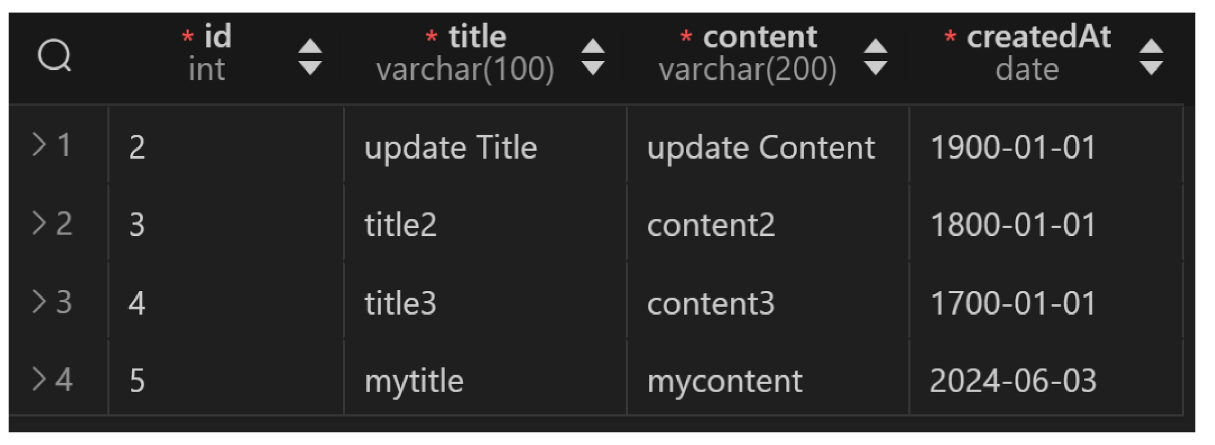 * id * title * content * createdAt
int varchar(100) varchar(200) date
> 1 2 update Title update Content 1900-01-01
> 2 3 title2 content2 1800-01-01
> 3 4 title3 content3 1700-01-01
> 4 5 mytitle mycontent 2024-06-03